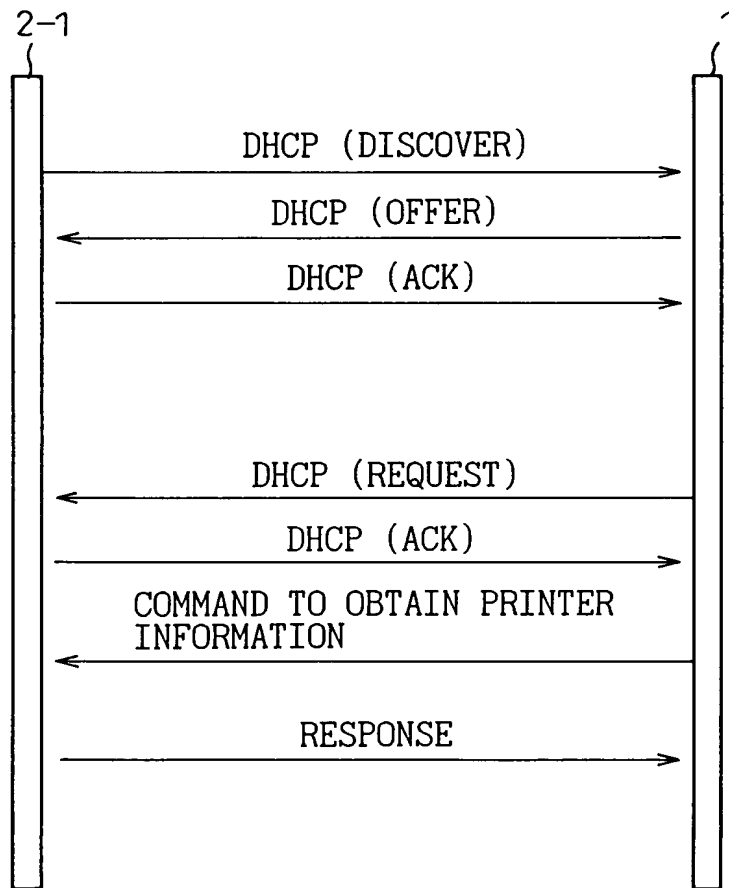 2-1
DHCP (DISCOVER)
DHCP (OFFER)
DHCP (ACK)
DHCP (REQUEST)
DHCP (ACK)
COMMAND TO OBTAIN PRINTER
INFORMATION
RESPONSE